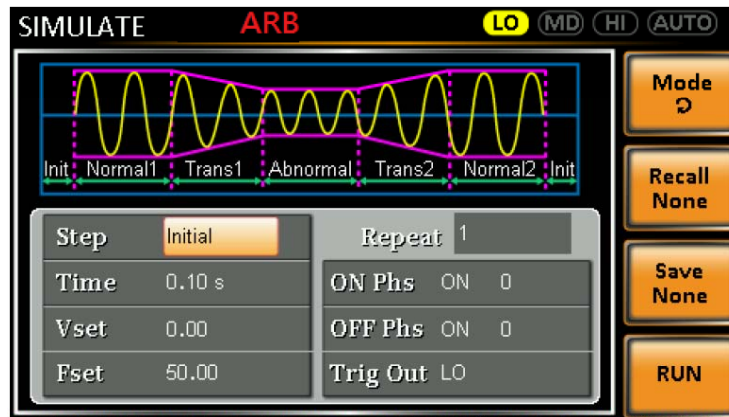 SIMULATE ARB LO MD HI AUTO
Init Normal1 Trans1 Abnormal Trans2 Normal2 Init
Step Initial Repeat 1
Time 0.10 s ON Phs ON 0
Vset 0.00 OFF Phs ON 0
Fset 50.00 Trig Out LO
Mode
Recall
None
Save
None
RUN